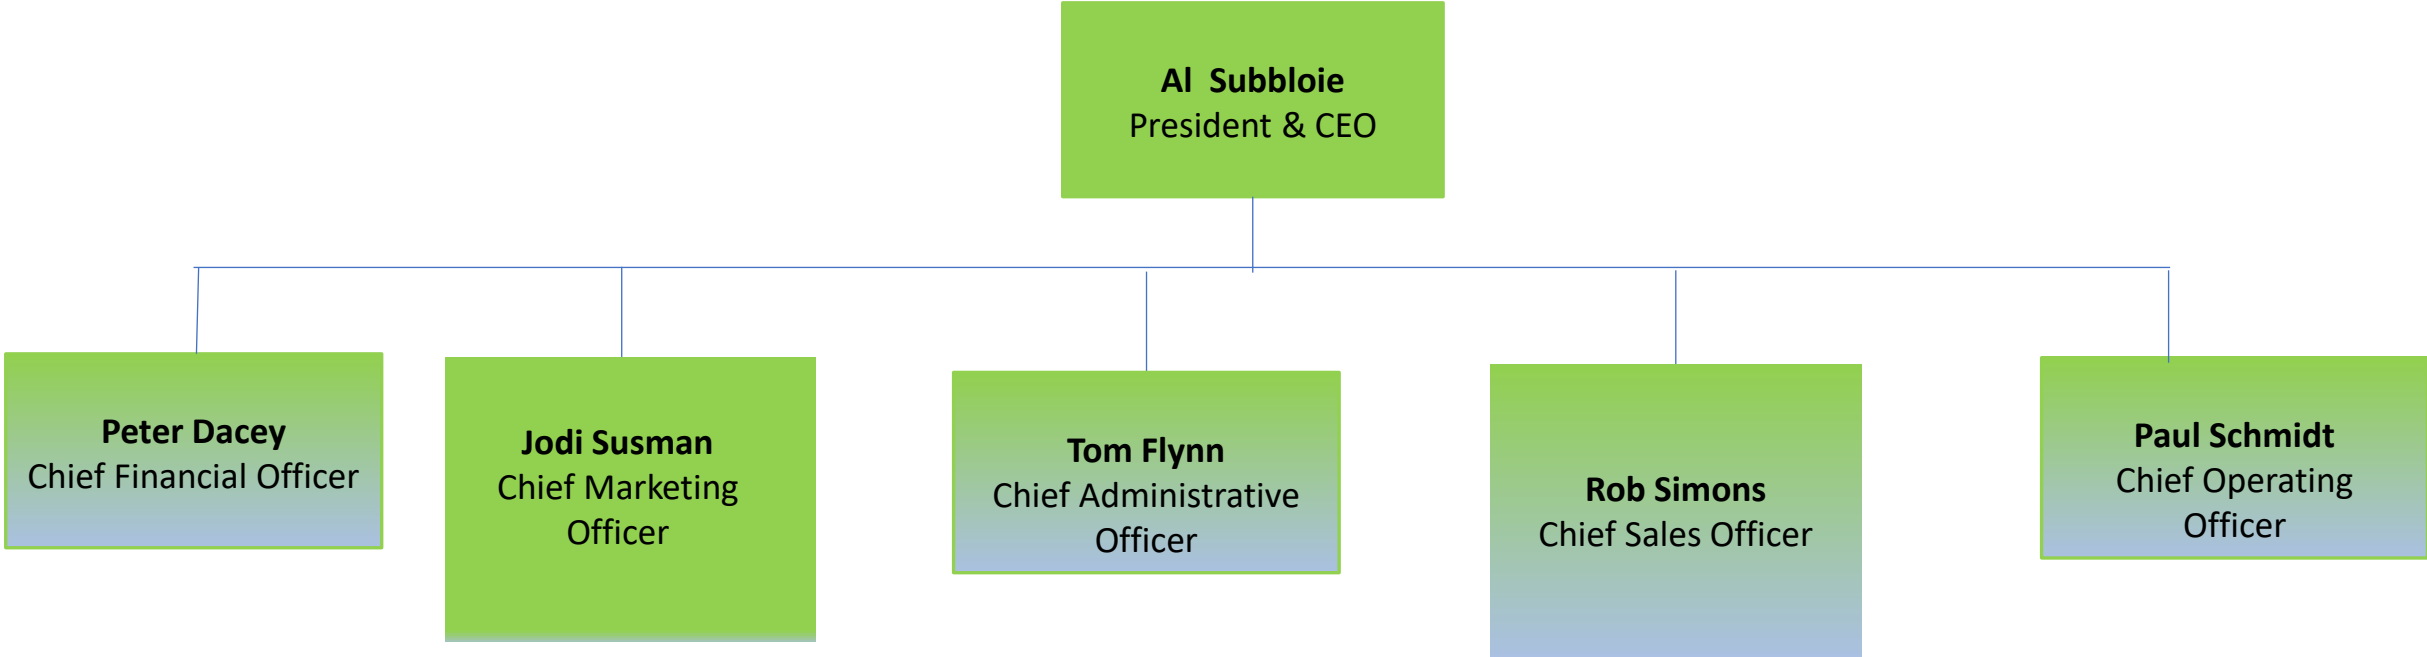 Al  Subbloie
President & CEO
Peter Dacey
Chief Financial Officer
Jodi Susman
Chief Marketing
Officer
Tom Flynn
Chief Administrative
Officer
Rob Simons
Chief Sales Officer
Paul Schmidt
Chief Operating
Officer